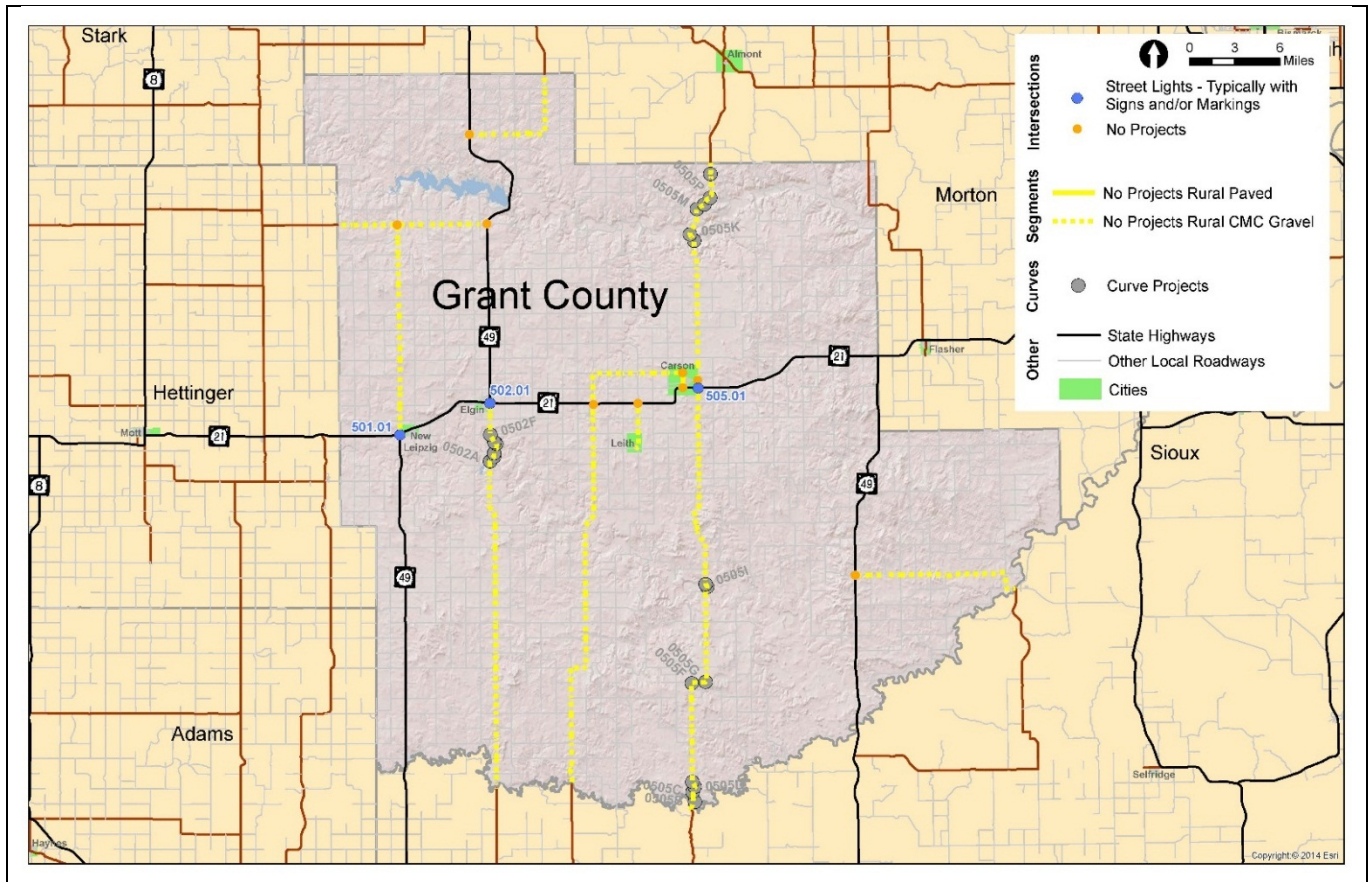 Stark
8
Almont
Bismarck
Intersections
0 3 6
Miles
Street Lights - Typically with
Signs and/or Markings
No Projects
Segments
No Projects Rural Paved
No Projects Rural CMC Gravel
Curves
Curve Projects
Other
State Highways
Other Local Roadways
Cities
0505P
0505M
0505K
Morton
Grant County
49
21
Flasher
Carson
Hettinger
502.01
505.01
Elgin
21
501.01
New
Leipzig
Mott
21
0502F
0502A
Leith
Sioux
8
49
49
0505I
0505G
0505F
Adams
0505C
0505D
Selfridge
Haynes
Copyright:© 2014 Esri